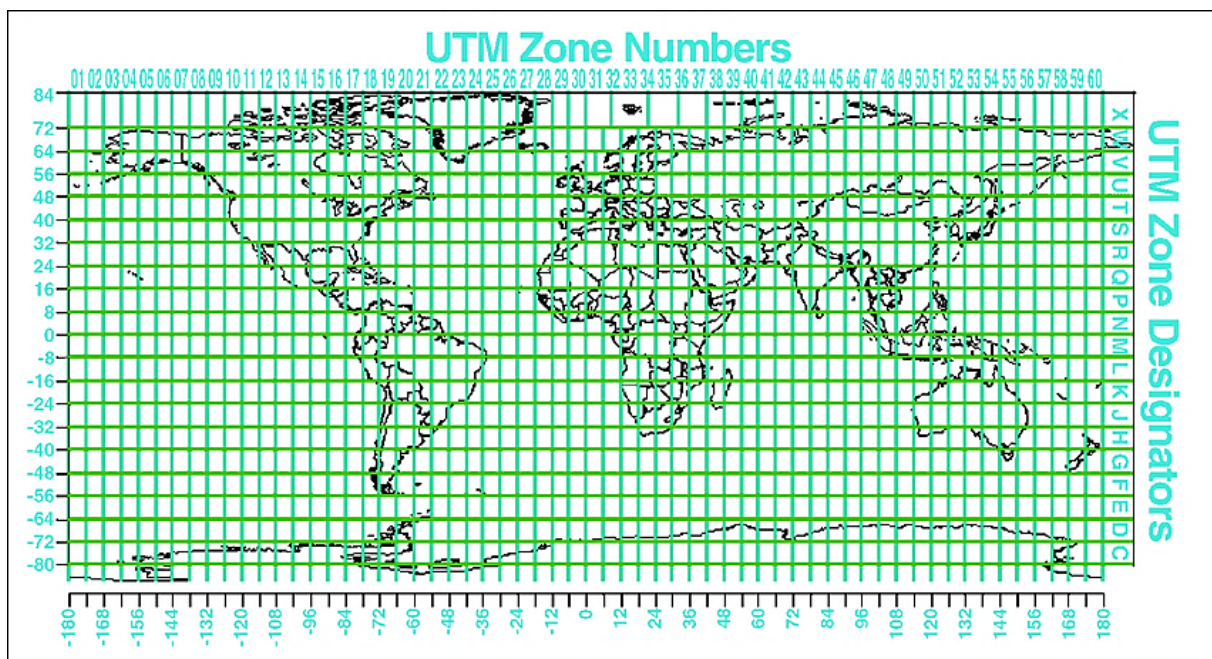 UTM Zone Numbers
01 02 03 04 05 06 07 08 09 10 11 12 13 14 15 16 17 18 19 20 21 22 23 24 25 26 27 28 29 30 31 32 33 34 35 36 37 38 39 40 41 42 43 44 45 46 47 48 49 50 51 52 53 54 55 56 57 58 59 60
84
72
64
56
48
40
32
24
16
8
0
-8
-16
-24
-32
-40
-48
-56
-64
-72
-80
X
W
V
U
T
S
R
Q
P
N
M
L
K
J
H
G
F
E
D
C
UTM Zone Designators
-180 -156 -144 -132 -120 -108 -96 -84 -72 -60 -48 -36 -24 -12 0 12 24 36 48 60 72 84 96 108 120 132 144 156 168 180